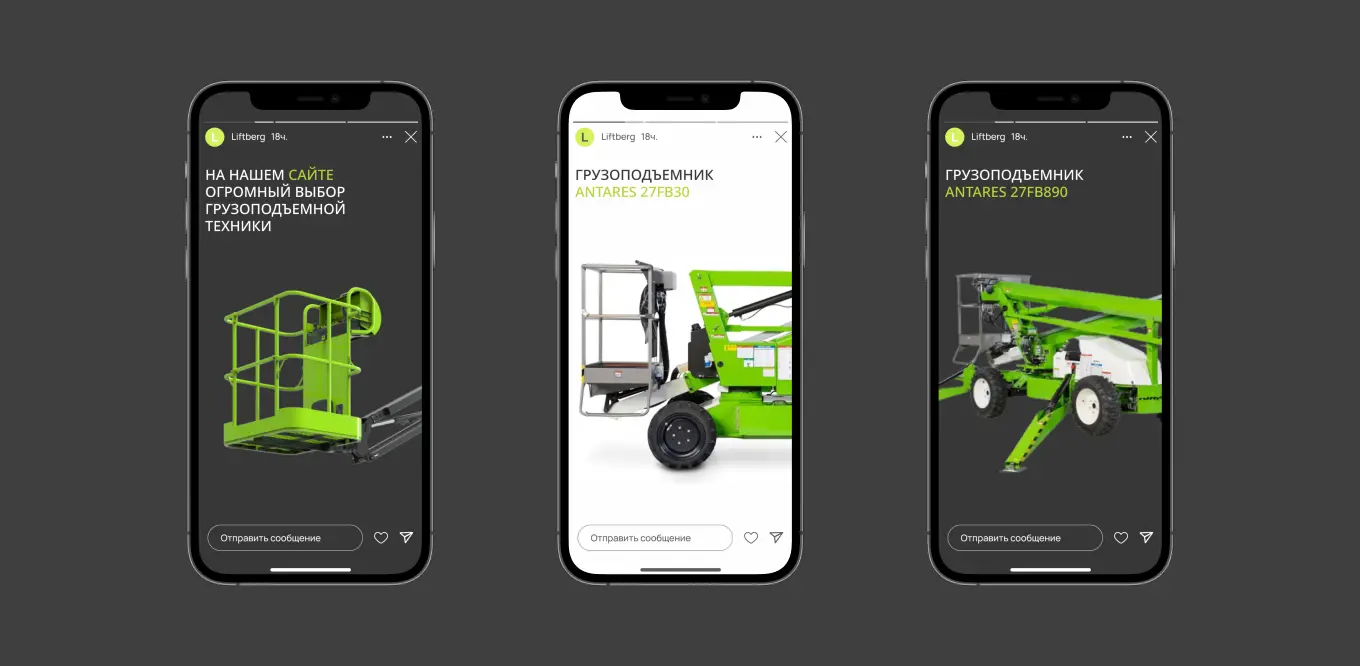 L Liftberg 18ч.
НА НАШЕМ САЙТЕ
ОГРОМНЫЙ ВЫБОР
ГРУЗОПОДЪЕМНОЙ
ТЕХНИКИ
Отправить сообщение
L Liftberg 18ч.
ГРУЗОПОДЪЕМНИК
ANTARES 27FB30
Отправить сообщение
L Liftberg 18ч.
ГРУЗОПОДЪЕМНИК
ANTARES 27FB890
Отправить сообщение